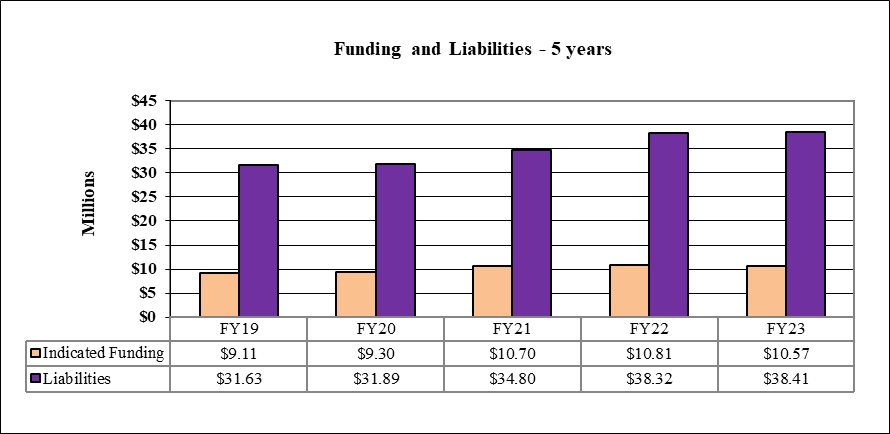 Funding and Liabilities - 5 years
$45
$40
$35
$30
$25
$20
$15
$10
$5
$0
Millions
FY19 FY20 FY21 FY22 FY23
Indicated Funding $9.11 $9.30 $10.70 $10.81 $10.57
Liabilities $31.63 $31.89 $34.80 $38.32 $38.41